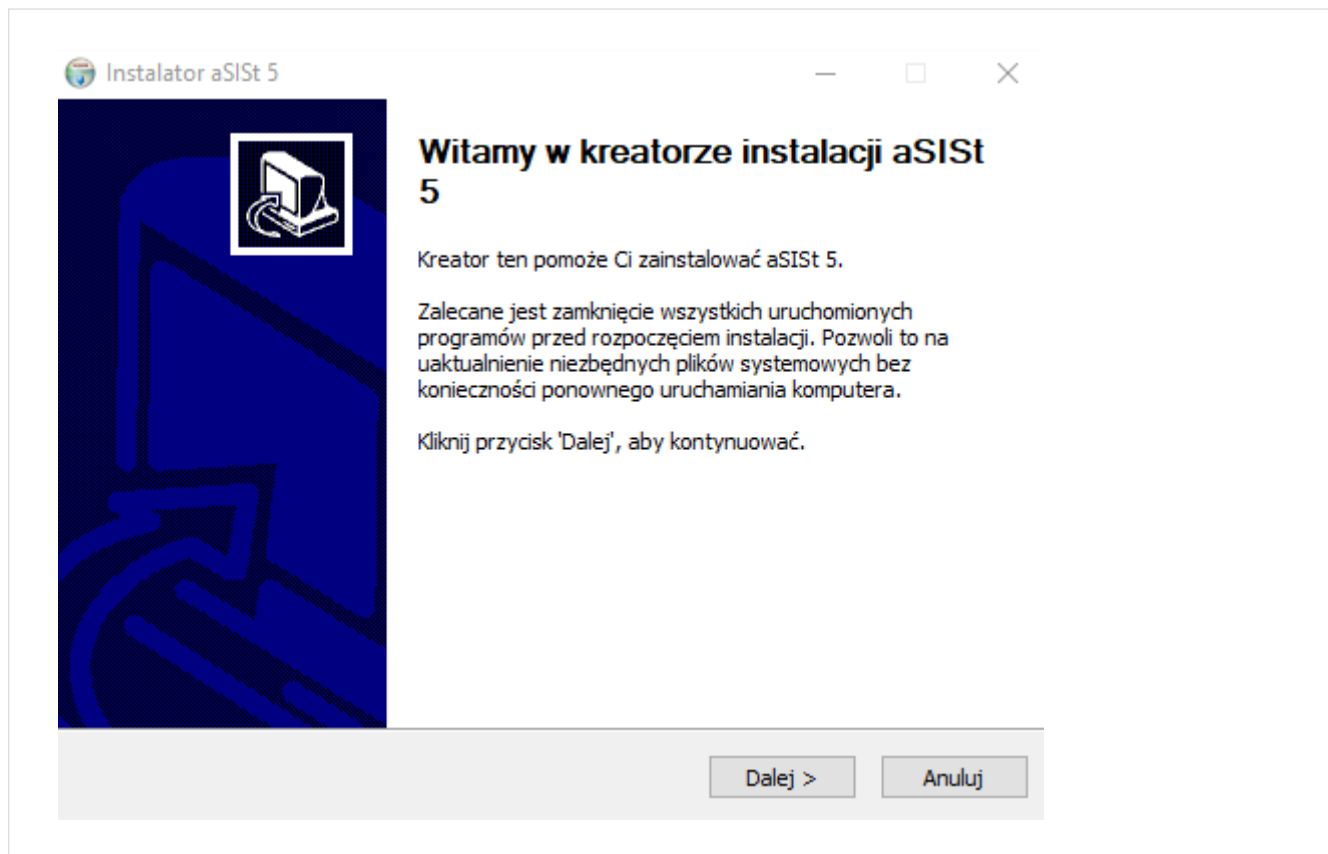 Instalator aSISt 5
Witamy w kreatorze instalacji aSISt
5
Kreator ten pomoże Ci zainstalować aSISt 5.
Zalecane jest zamknięcie wszystkich uruchomionych
programów przed rozpoczęciem instalacji. Pozwoli to na
uaktualnienie niezbędnych plików systemowych bez
konieczności ponownego uruchamiania komputera.
Kliknij przycisk 'Dalej', aby kontynuować.
Dalej >
Anuluj